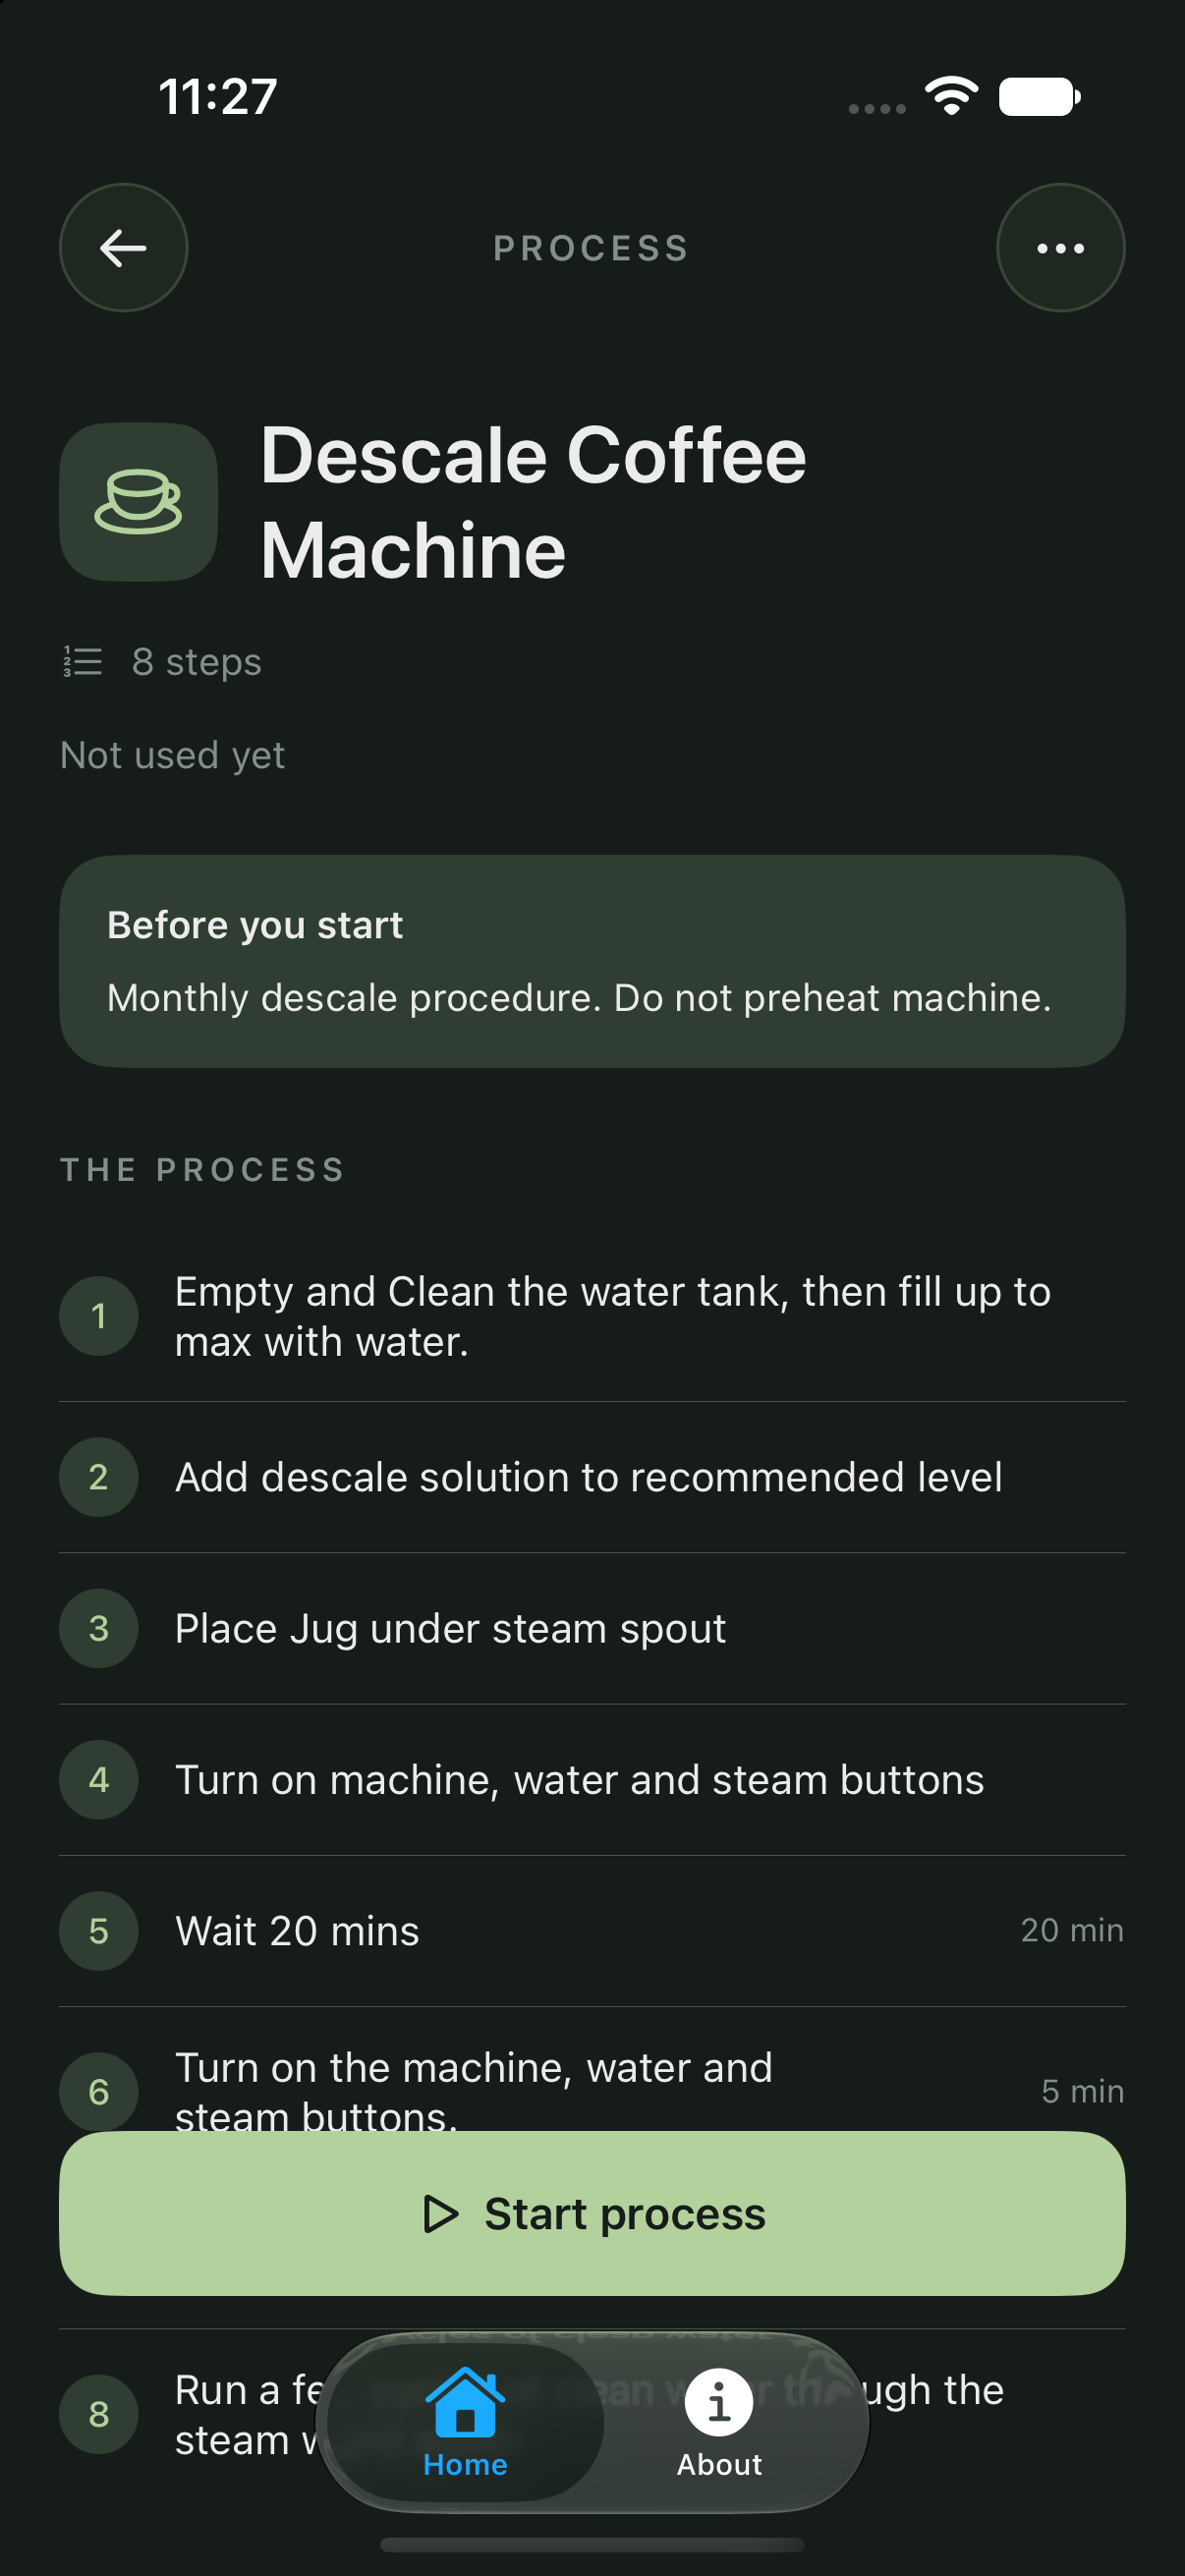 11:27
PROCESS
Descale Coffee
Machine
8 steps
Not used yet
Before you start
Monthly descale procedure. Do not preheat machine.
THE PROCESS
1
Empty and Clean the water tank, then fill up to
max with water.
2
Add descale solution to recommended level
3
Place Jug under steam spout
4
Turn on machine, water and steam buttons
5
Wait 20 mins
20 min
6
Turn on the machine, water and
steam buttons.
5 min
Start process
8
Run a
ugh the
steam
Home
About